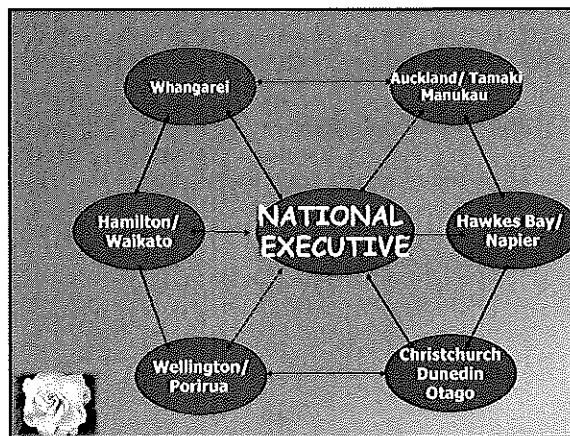 Whangarei
Auckland/ Tamaki
Manukau
Hamilton/
Waikato
NATIONAL
EXECUTIVE
Hawkes Bay/
Napier
Wellington/
Porirua
Christchurch
Dunedin
Otago